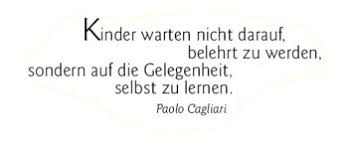 Kinder warten nicht darauf,
belehrt zu werden,
sondern auf die Gelegenheit,
selbst zu lernen.
Paolo Cagliari